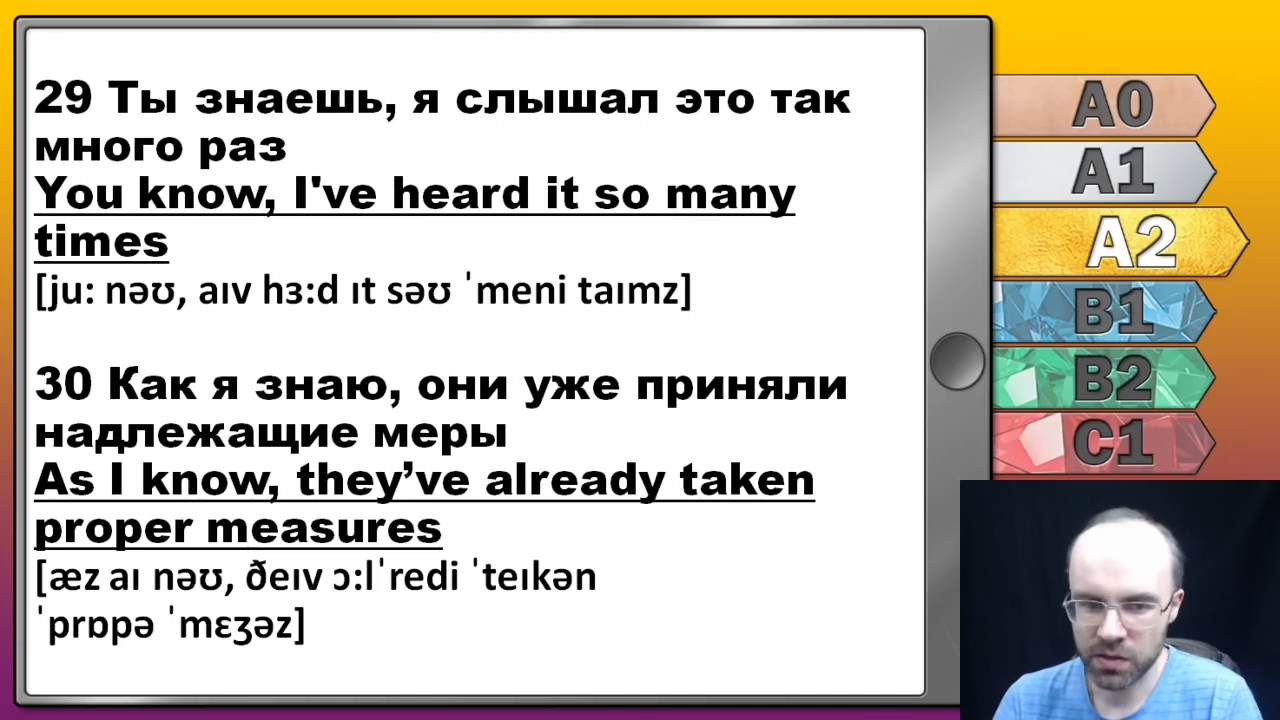 29 Ты знаешь, я слышал это так
много раз
You know, I've heard it so many
times
[ju: nəʊ, aɪv hɜ:d ɪt səʊ ˈmeni taɪmz]
30 Как я знаю, они уже приняли
надлежащие меры
As I know, they’ve already taken
proper measures
[æz aɪ nəʊ, ðeɪv ɔ:lˈredi ˈteɪkən
ˈprɒpə ˈmɛʒəz]
A0
A1
A2
B1
B2
C1